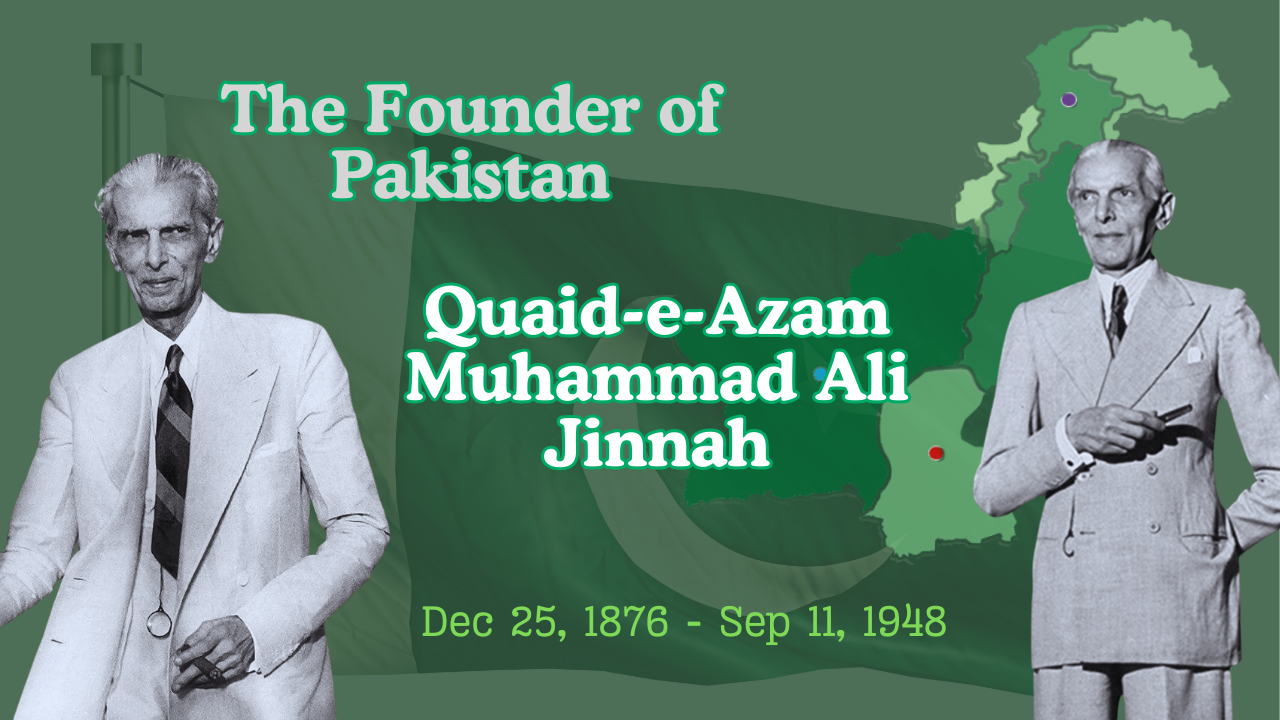 The Founder of
Pakistan
Quaid-e-Azam
Muhammad Ali
Jinnah
Dec 25, 1876 - Sep 11, 1948